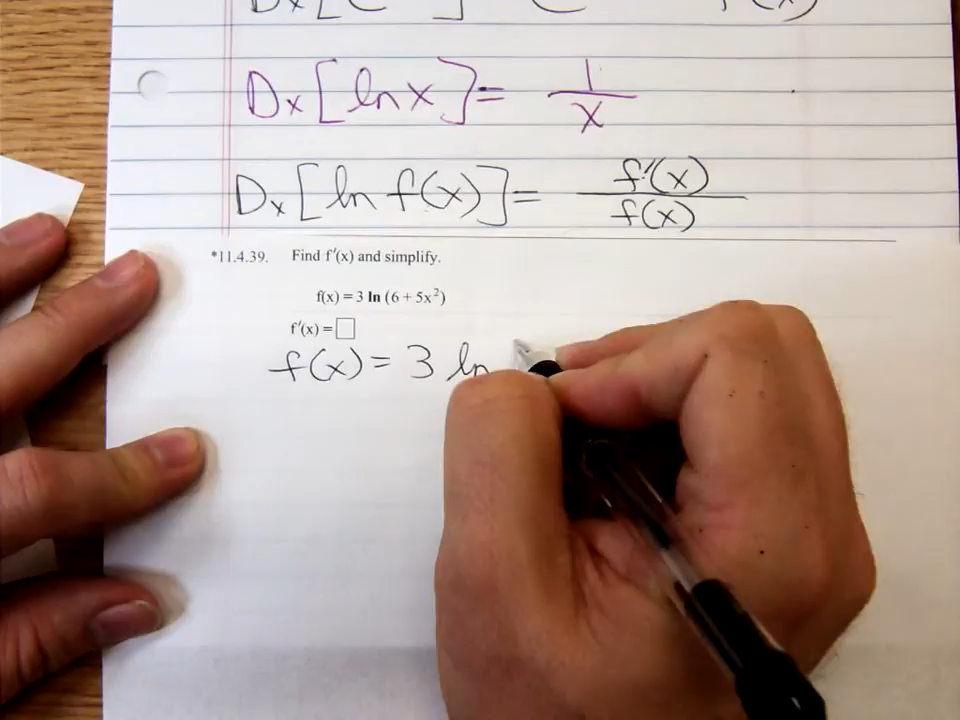 Dx[ln x] = 1/x
Dx[ln f(x)] = f'(x)/f(x)
*11.4.39. Find f'(x) and simplify.
f(x) = 3 ln (6 + 5x²)
f'(x) = □
f(x) = 3 ln